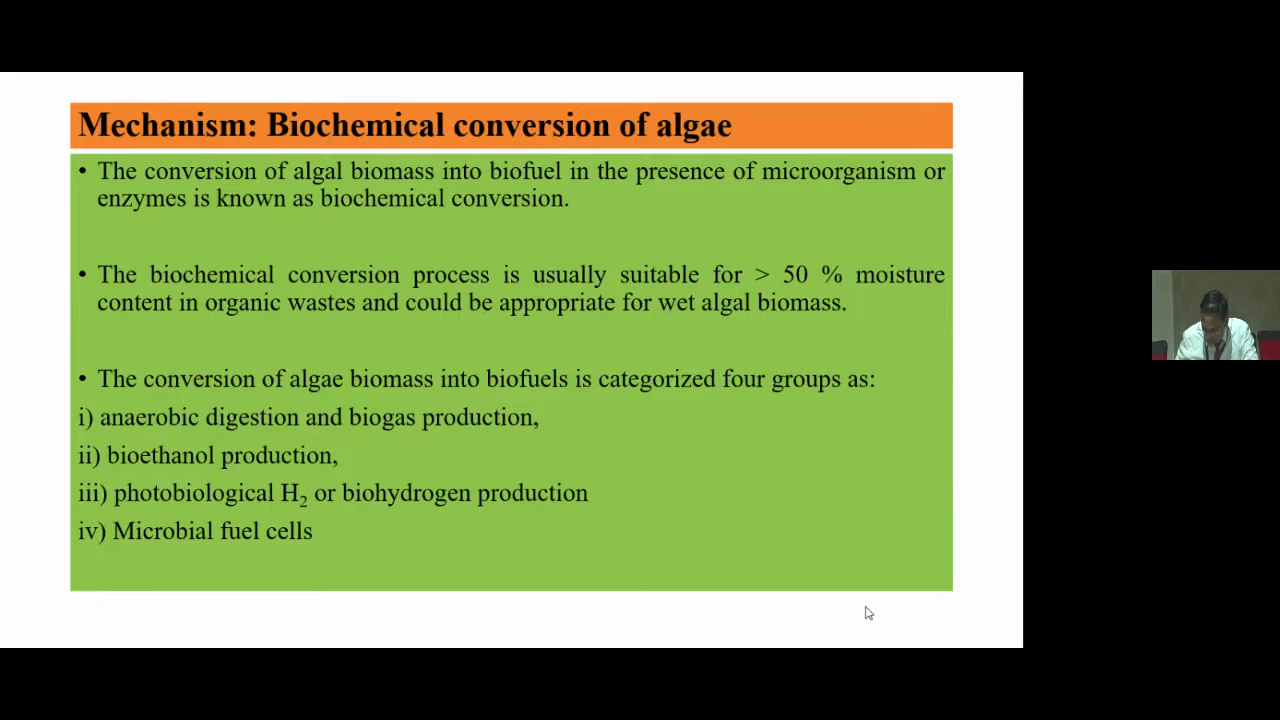 Mechanism: Biochemical conversion of algae
• The conversion of algal biomass into biofuel in the presence of microorganism or
enzymes is known as biochemical conversion.
• The biochemical conversion process is usually suitable for > 50 % moisture
content in organic wastes and could be appropriate for wet algal biomass.
• The conversion of algae biomass into biofuels is categorized four groups as:
i) anaerobic digestion and biogas production,
ii) bioethanol production,
iii) photobiological H₂ or biohydrogen production
iv) Microbial fuel cells